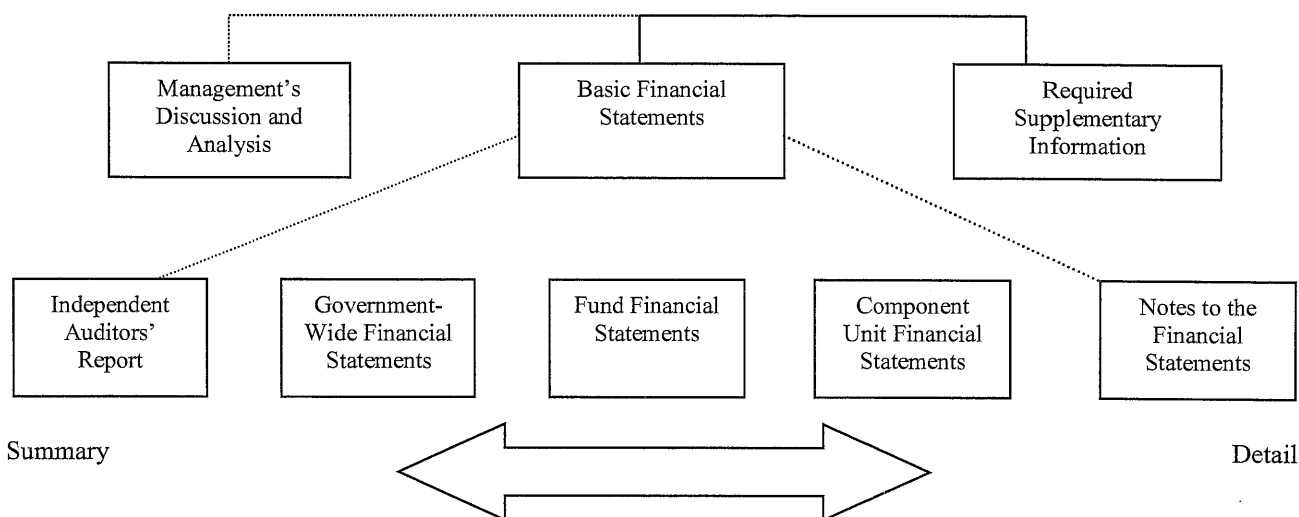 Management's
Discussion and
Analysis
Basic Financial
Statements
Required
Supplementary
Information
Independent
Auditors'
Report
Government-
Wide Financial
Statements
Fund Financial
Statements
Component
Unit Financial
Statements
Notes to the
Financial
Statements
Summary
Detail